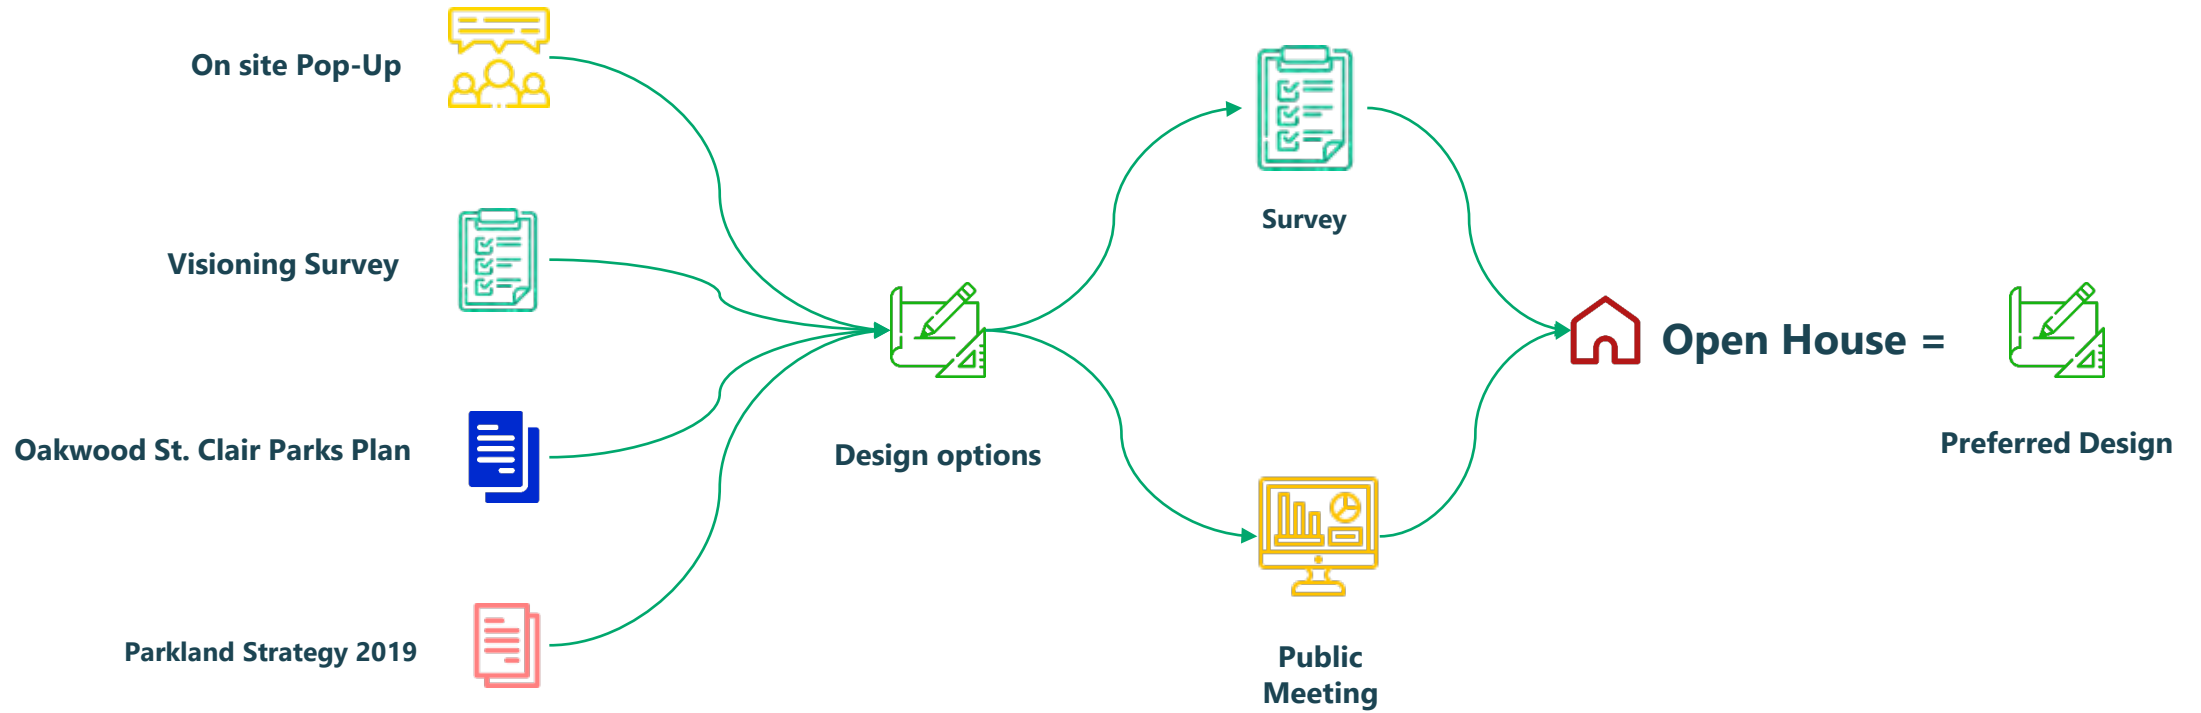 On site Pop-Up
Visioning Survey
Oakwood St. Clair Parks Plan
Parkland Strategy 2019
Design options
Survey
Public
Meeting
Open House =
Preferred Design